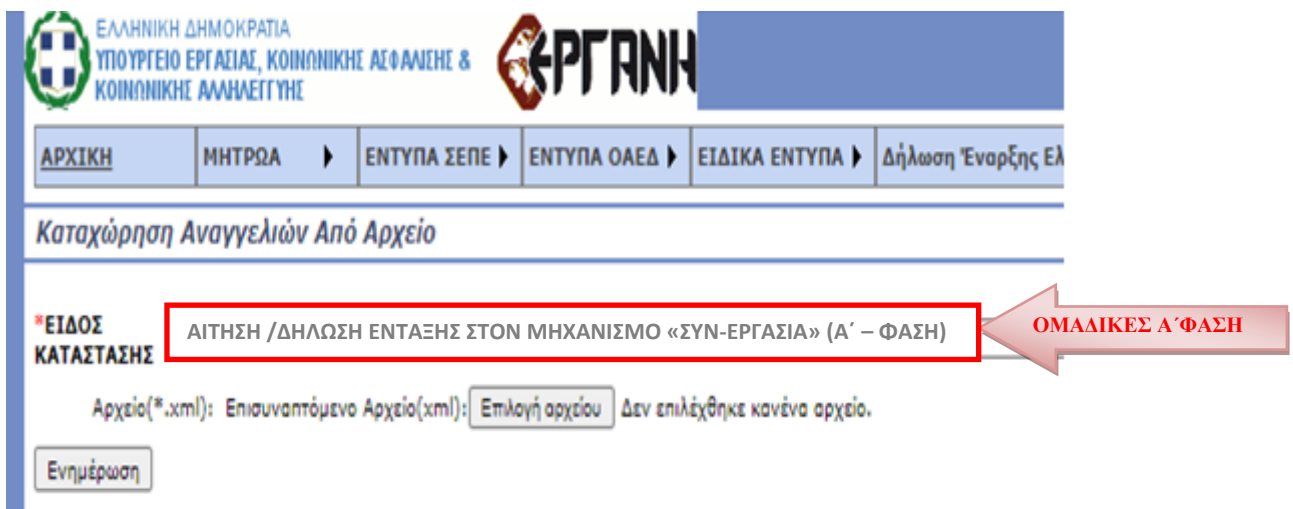 ΕΛΛΗΝΙΚΗ ΔΗΜΟΚΡΑΤΙΑ
ΥΠΟΥΡΓΕΙΟ ΕΡΓΑΣΙΑΣ, ΚΟΙΝΩΝΙΚΗΣ ΑΣΦΑΛΙΣΗΣ &
ΚΟΙΝΩΝΙΚΗΣ ΑΛΛΗΛΕΓΓΥΗΣ
ΕΡΓΑΝΗ
ΑΡΧΙΚΗ ΜΗΤΡΩΑ ΕΝΤΥΠΑ ΣΕΠΕ ΕΝΤΥΠΑ ΟΑΕΔ ΕΙΔΙΚΑ ΕΝΤΥΠΑ Δήλωση Έναρξης Ελ
Καταχώρηση Αναγγελιών Από Αρχείο
*ΕΙΔΟΣ
ΚΑΤΑΣΤΑΣΗΣ
ΑΙΤΗΣΗ /ΔΗΛΩΣΗ ΕΝΤΑΞΗΣ ΣΤΟΝ ΜΗΧΑΝΙΣΜΟ «ΣΥΝ-ΕΡΓΑΣΙΑ» (Α΄ – ΦΑΣΗ)
ΟΜΑΔΙΚΕΣ Α΄ΦΑΣΗ
Αρχείο(*.xml): Επισυναπτόμενο Αρχείο(xml): Επιλογή αρχείου Δεν επιλέχθηκε κανένα αρχείο.
Ενημέρωση